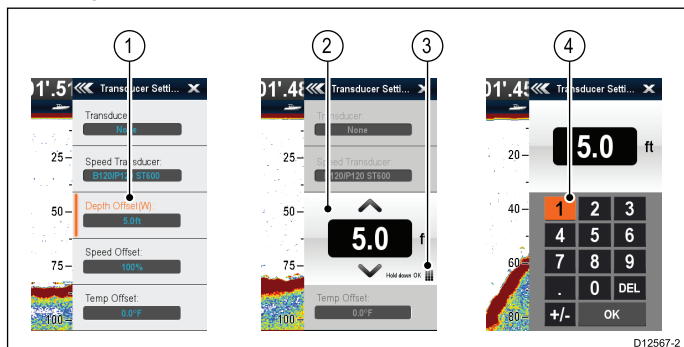 1
2
3
4
01'.51
Transducer Setti... X
Transducer
None
Speed Transducer:
B120/P120 ST600
Depth Offset(W):
5.0ft
Speed Offset:
100%
Temp Offset:
0.0°F
25
50
75
100
01'.48
Transducer Setti... X
Transducer
None
Speed Transducer
B120/P120 ST600
5.0 f
Hold down OK
Temp Offset:
0.0°F
25
50
75
100
01'.45
Transducer Setti... X
5.0 ft
1 2 3
4 5 6
7 8 9
. 0 DEL
+/- OK
20
40
60
80
D12567-2